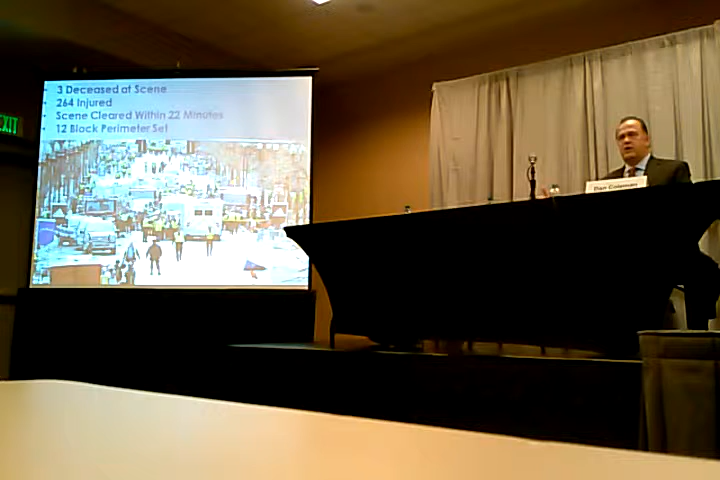 3 Deceased at Scene
264 Injured
Scene Cleared Within 22 Minutes
12 Block Perimeter Set
EXIT
Dan Coleman